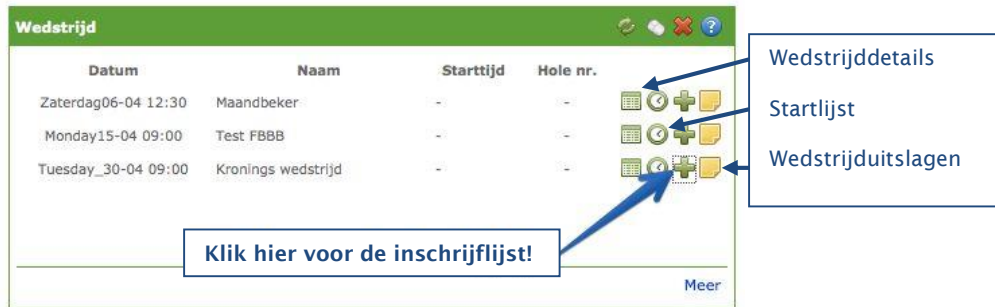 Wedstrijd
Datum Naam Starttijd Hole nr.
Zaterdag06-04 12:30 Maandbeker - -
Monday15-04 09:00 Test FBBB - -
Tuesday_30-04 09:00 Kronings wedstrijd - -
Wedstrijddetails
Startlijst
Wedstrijduitslagen
Klik hier voor de inschrijflijst!
Meer